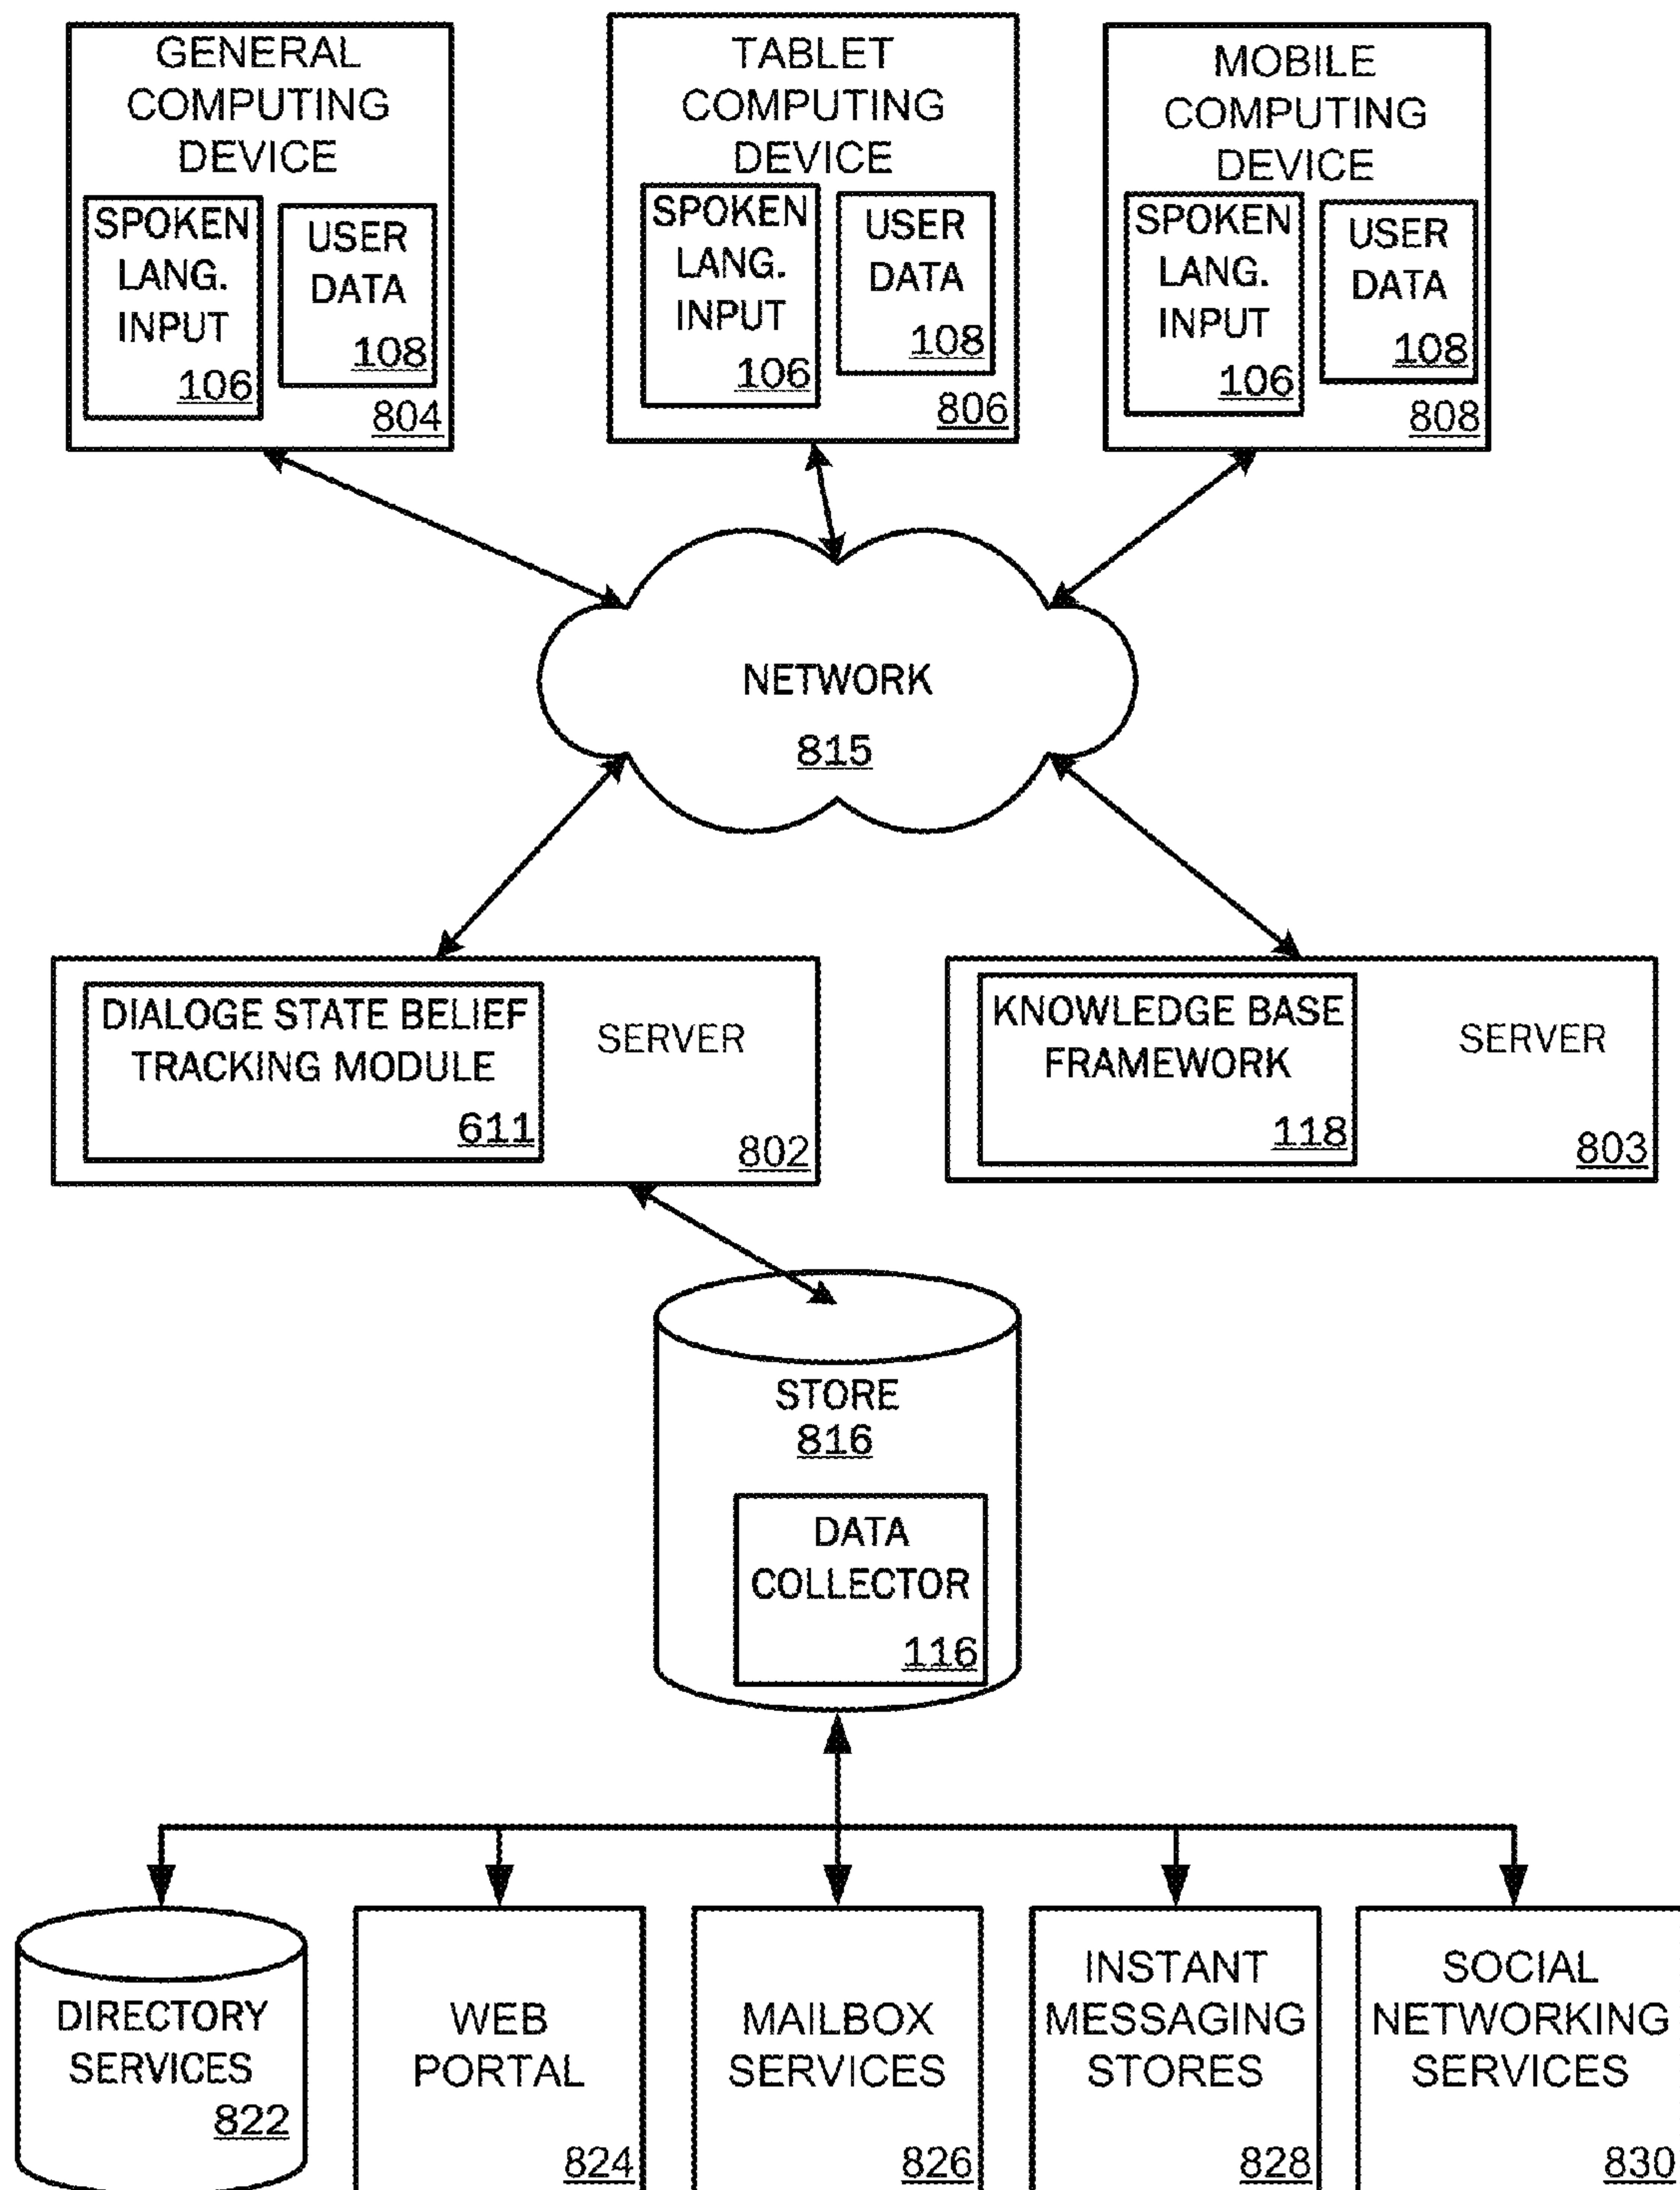 GENERAL
COMPUTING
DEVICE
SPOKEN
LANG.
INPUT
106
USER
DATA
108
804
TABLET
COMPUTING
DEVICE
SPOKEN
LANG.
INPUT
106
USER
DATA
108
806
MOBILE
COMPUTING
DEVICE
SPOKEN
LANG.
INPUT
106
USER
DATA
108
808
NETWORK
815
DIALOGE STATE BELIEF
TRACKING MODULE
611
SERVER
802
KNOWLEDGE BASE
FRAMEWORK
118
SERVER
803
STORE
816
DATA
COLLECTOR
116
DIRECTORY
SERVICES
822
WEB
PORTAL
824
MAILBOX
SERVICES
826
INSTANT
MESSAGING
STORES
828
SOCIAL
NETWORKING
SERVICES
830